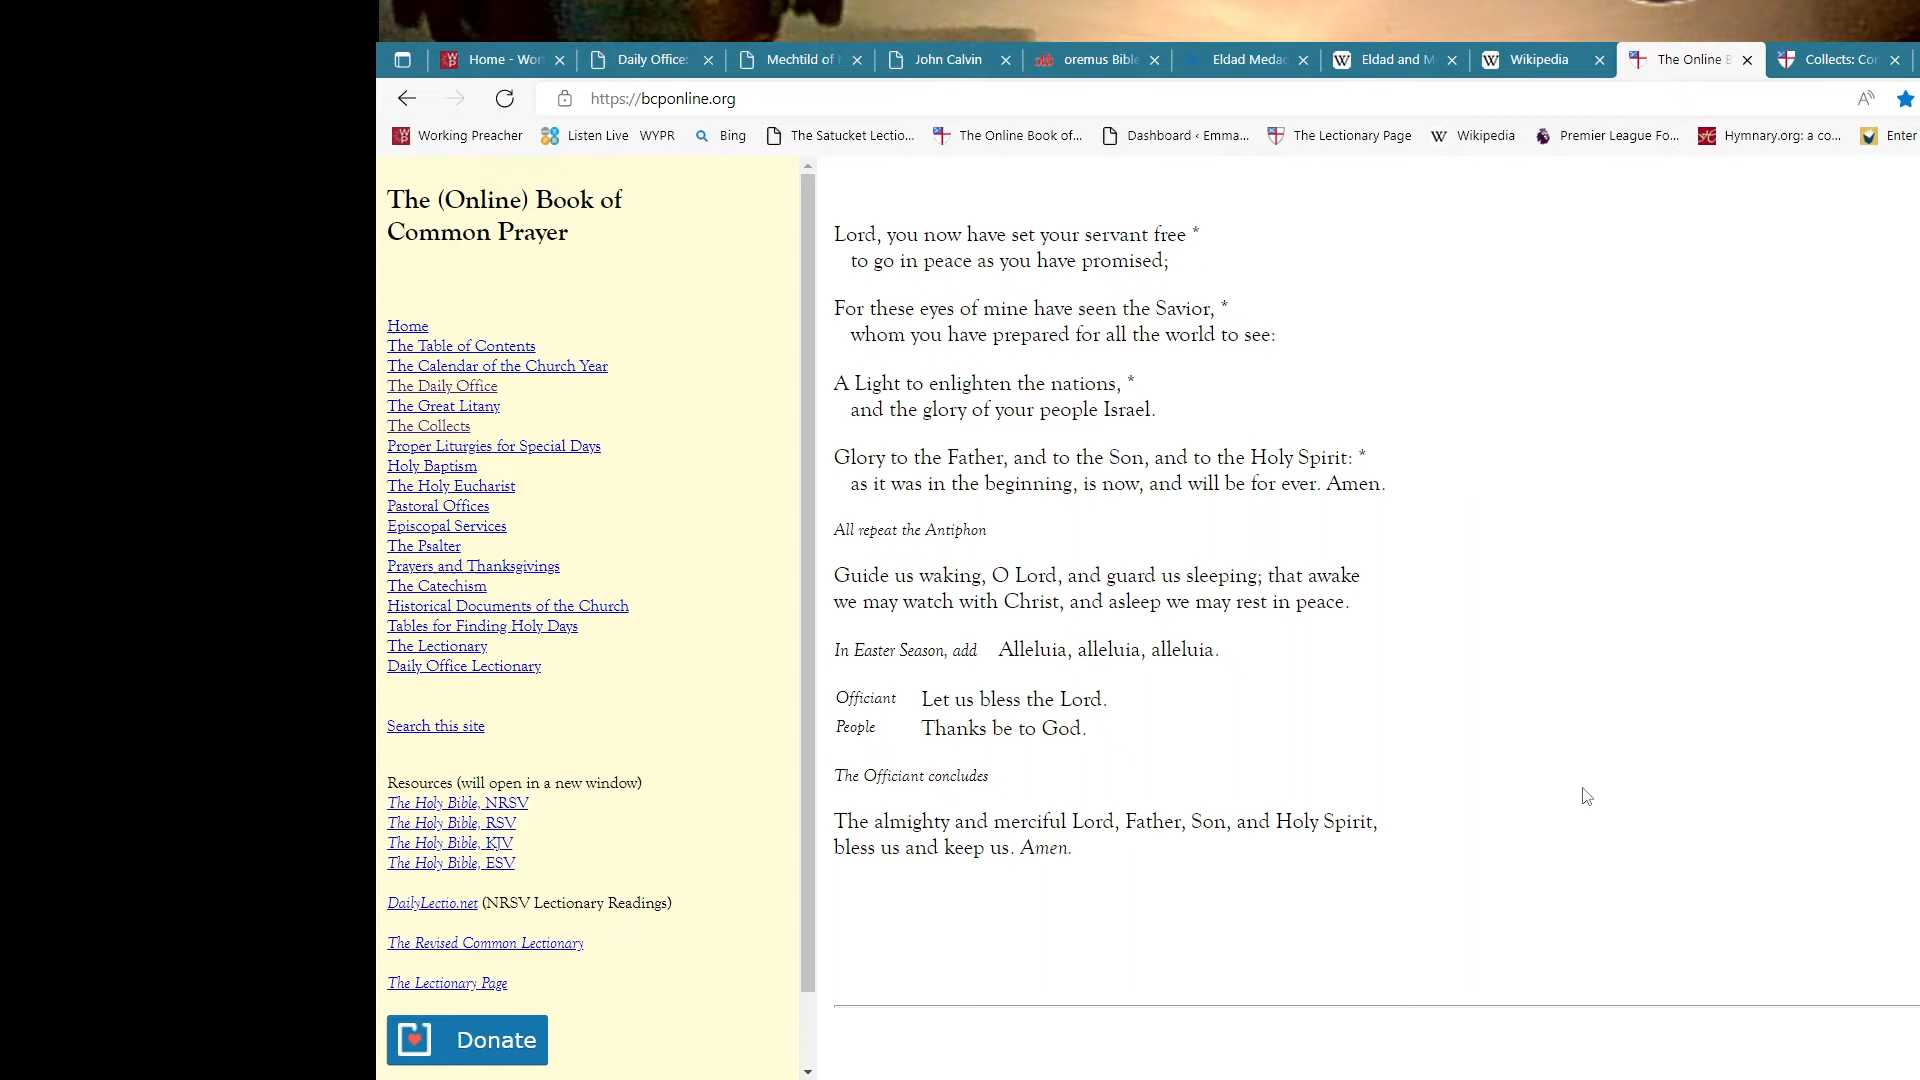 Home - Wor
Daily Office:
Mechtild of
John Calvin
oremus Bible
Eldad Medad
Eldad and M
Wikipedia
The Online B
Collects: Con
https://bcponline.org
Working Preacher
Listen Live WYPR
Bing
The Satucket Lectio...
The Online Book of...
Dashboard ‹ Emma...
The Lectionary Page
Wikipedia
Premier League Fo...
Hymnary.org: a co...
Enter
The (Online) Book of
Common Prayer
Home
The Table of Contents
The Calendar of the Church Year
The Daily Office
The Great Litany
The Collects
Proper Liturgies for Special Days
Holy Baptism
The Holy Eucharist
Pastoral Offices
Episcopal Services
The Psalter
Prayers and Thanksgivings
The Catechism
Historical Documents of the Church
Tables for Finding Holy Days
The Lectionary
Daily Office Lectionary
Search this site
Resources (will open in a new window)
The Holy Bible, NRSV
The Holy Bible, RSV
The Holy Bible, KJV
The Holy Bible, ESV
DailyLectio.net (NRSV Lectionary Readings)
The Revised Common Lectionary
The Lectionary Page
Donate
Lord, you now have set your servant free *
to go in peace as you have promised;
For these eyes of mine have seen the Savior, *
whom you have prepared for all the world to see:
A Light to enlighten the nations, *
and the glory of your people Israel.
Glory to the Father, and to the Son, and to the Holy Spirit: *
as it was in the beginning, is now, and will be for ever. Amen.
All repeat the Antiphon
Guide us waking, O Lord, and guard us sleeping; that awake
we may watch with Christ, and asleep we may rest in peace.
In Easter Season, add Alleluia, alleluia, alleluia.
Officiant Let us bless the Lord.
People Thanks be to God.
The Officiant concludes
The almighty and merciful Lord, Father, Son, and Holy Spirit,
bless us and keep us. Amen.